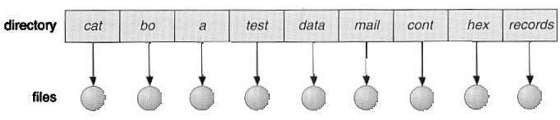 directory cat bo a test data mail cont hex records
files